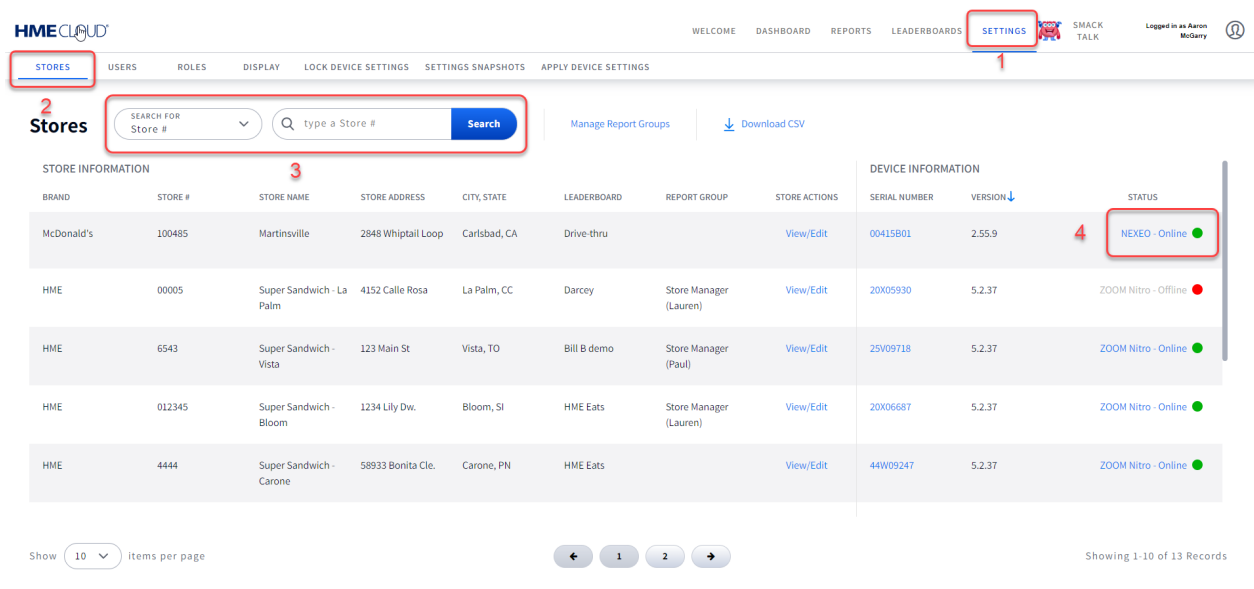 HME CLOUD®
WELCOME DASHBOARD REPORTS LEADERBOARDS SETTINGS SMACK TALK Logged in as Aaron McGarry
1
STORES USERS ROLES DISPLAY LOCK DEVICE SETTINGS SETTINGS SNAPSHOTS APPLY DEVICE SETTINGS
2
Stores SEARCH FOR Store # type a Store # Search Manage Report Groups Download CSV
3
STORE INFORMATION DEVICE INFORMATION
BRAND STORE # STORE NAME STORE ADDRESS CITY, STATE LEADERBOARD REPORT GROUP STORE ACTIONS SERIAL NUMBER VERSION STATUS
McDonald's 100485 Martinsville 2848 Whiptail Loop Carlsbad, CA Drive-thru View/Edit 00415B01 2.55.9 4 NEXEO - Online
HME 00005 Super Sandwich - La Palm 4152 Calle Rosa La Palm, CC Darcey Store Manager (Lauren) View/Edit 20X05930 5.2.37 ZOOM Nitro - Offline
HME 6543 Super Sandwich - Vista 123 Main St Vista, TO Bill B demo Store Manager (Paul) View/Edit 25V09718 5.2.37 ZOOM Nitro - Online
HME 012345 Super Sandwich - Bloom 1234 Lily Dw. Bloom, SI HME Eats Store Manager (Lauren) View/Edit 20X06687 5.2.37 ZOOM Nitro - Online
HME 4444 Super Sandwich - Carone 58933 Bonita Cle. Carone, PN HME Eats View/Edit 44W09247 5.2.37 ZOOM Nitro - Online
Show 10 items per page 1 2 Showing 1-10 of 13 Records